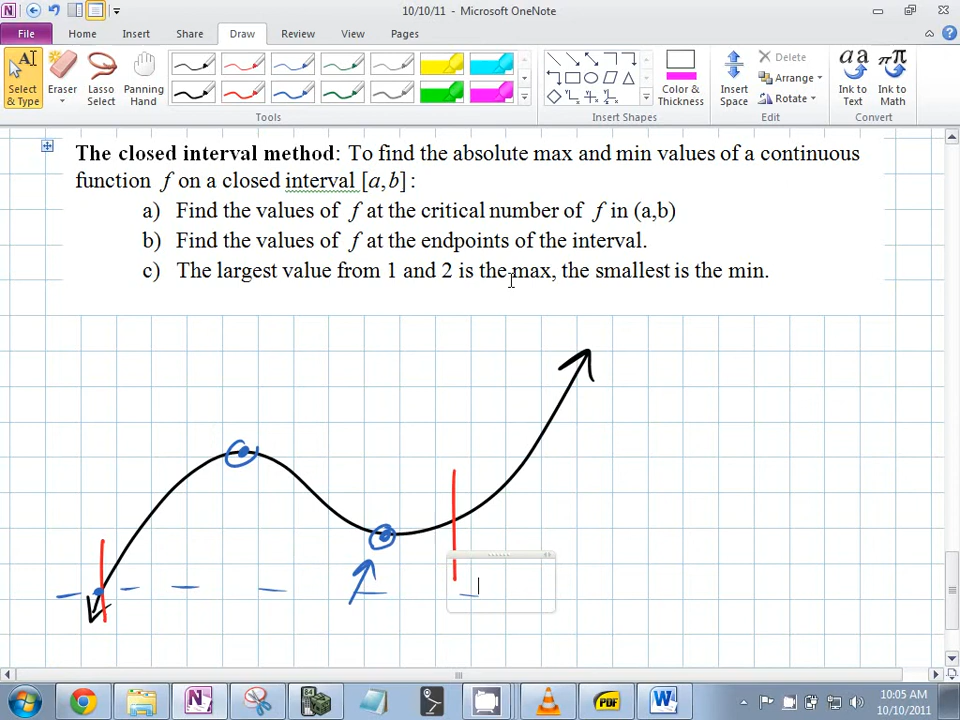 10/10/11 - Microsoft OneNote
File Home Insert Share Draw Review View Pages
Select & Type
Eraser
Lasso Select
Panning Hand
Color & Thickness
Insert Space
Delete
Arrange
Rotate
Ink to Text
Ink to Math
Tools Insert Shapes Edit Convert
The closed interval method: To find the absolute max and min values of a continuous
function f on a closed interval [a,b]:
a) Find the values of f at the critical number of f in (a,b)
b) Find the values of f at the endpoints of the interval.
c) The largest value from 1 and 2 is the max, the smallest is the min.
PDF
10:05 AM
10/10/2011